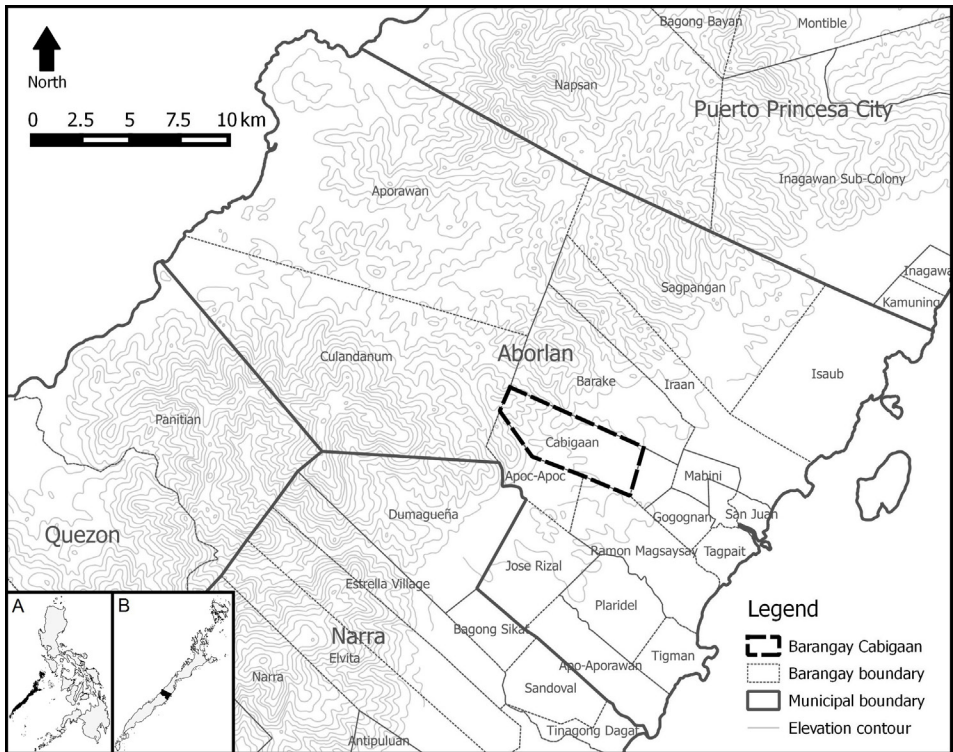 North
0 2.5 5 7.5 10 km
Bagong Bayan
Montible
Napsan
Puerto Princesa City
Inagawan Sub-Colony
Aporawan
Inagawa
Kamuning
Sagpangan
Culandanum
Aborlan
Barake
Iraan
Isaub
Panitian
Cabigaan
Apoc-Apoc
Mabini
Dumagueña
Gogognan
San Juan
Quezon
Ramon Magsaysay
Tagpait
Jose Rizal
Estrella Village
Plaridel
Bagong Sikat
Narra
Elvita
Apo-Aporawan
Tigman
Narra
Sandoval
Tinagong Dagat
Antipuluan
A
B
Legend
Barangay Cabigaan
Barangay boundary
Municipal boundary
Elevation contour